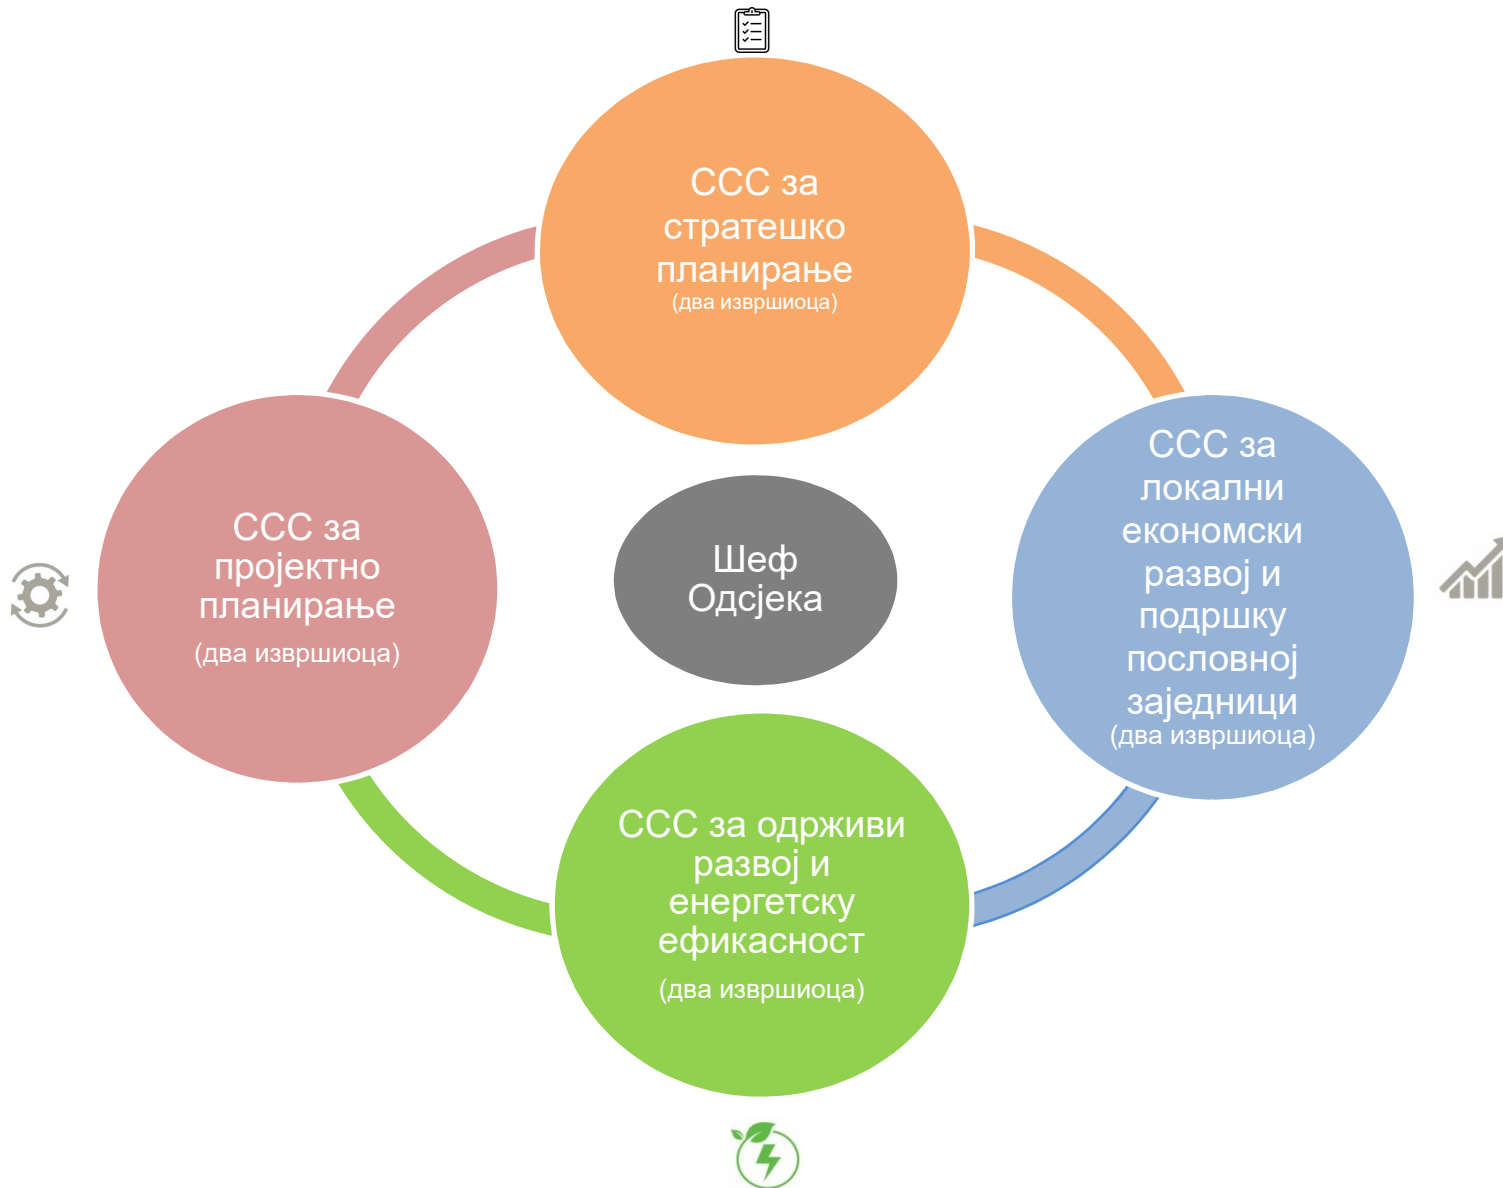 ССС за
стратешко
планирање
(два извршиоца)
ССС за
пројектно
планирање
(два извршиоца)
Шеф
Одсјека
ССС за
локални
економски
развој и
подршку
пословној
заједници
(два извршиоца)
ССС за одрживи
развој и
енергетску
ефикасност
(два извршиоца)